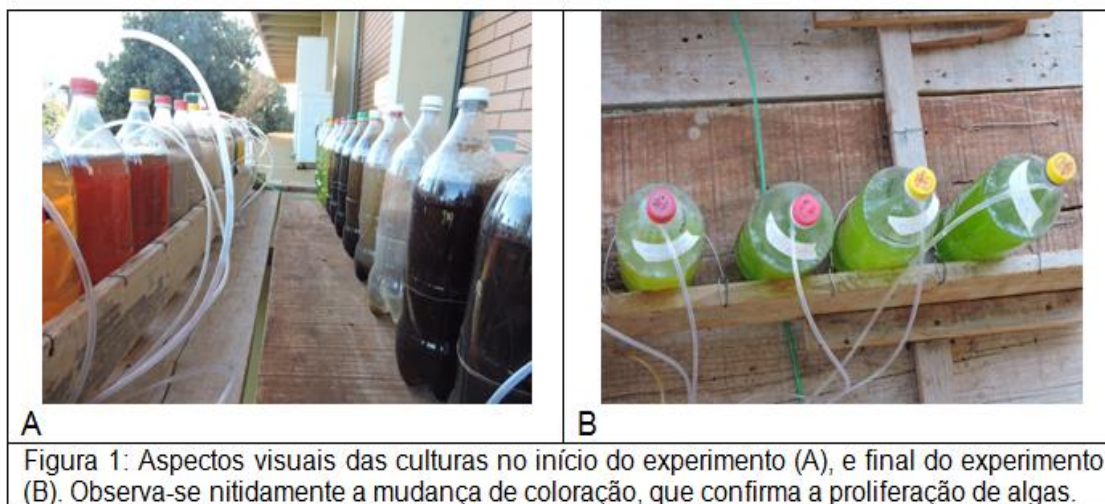 A
B
Figura 1: Aspectos visuais das culturas no início do experimento (A), e final do experimento
(B). Observa-se nitidamente a mudança de coloração, que confirma a proliferação de algas.